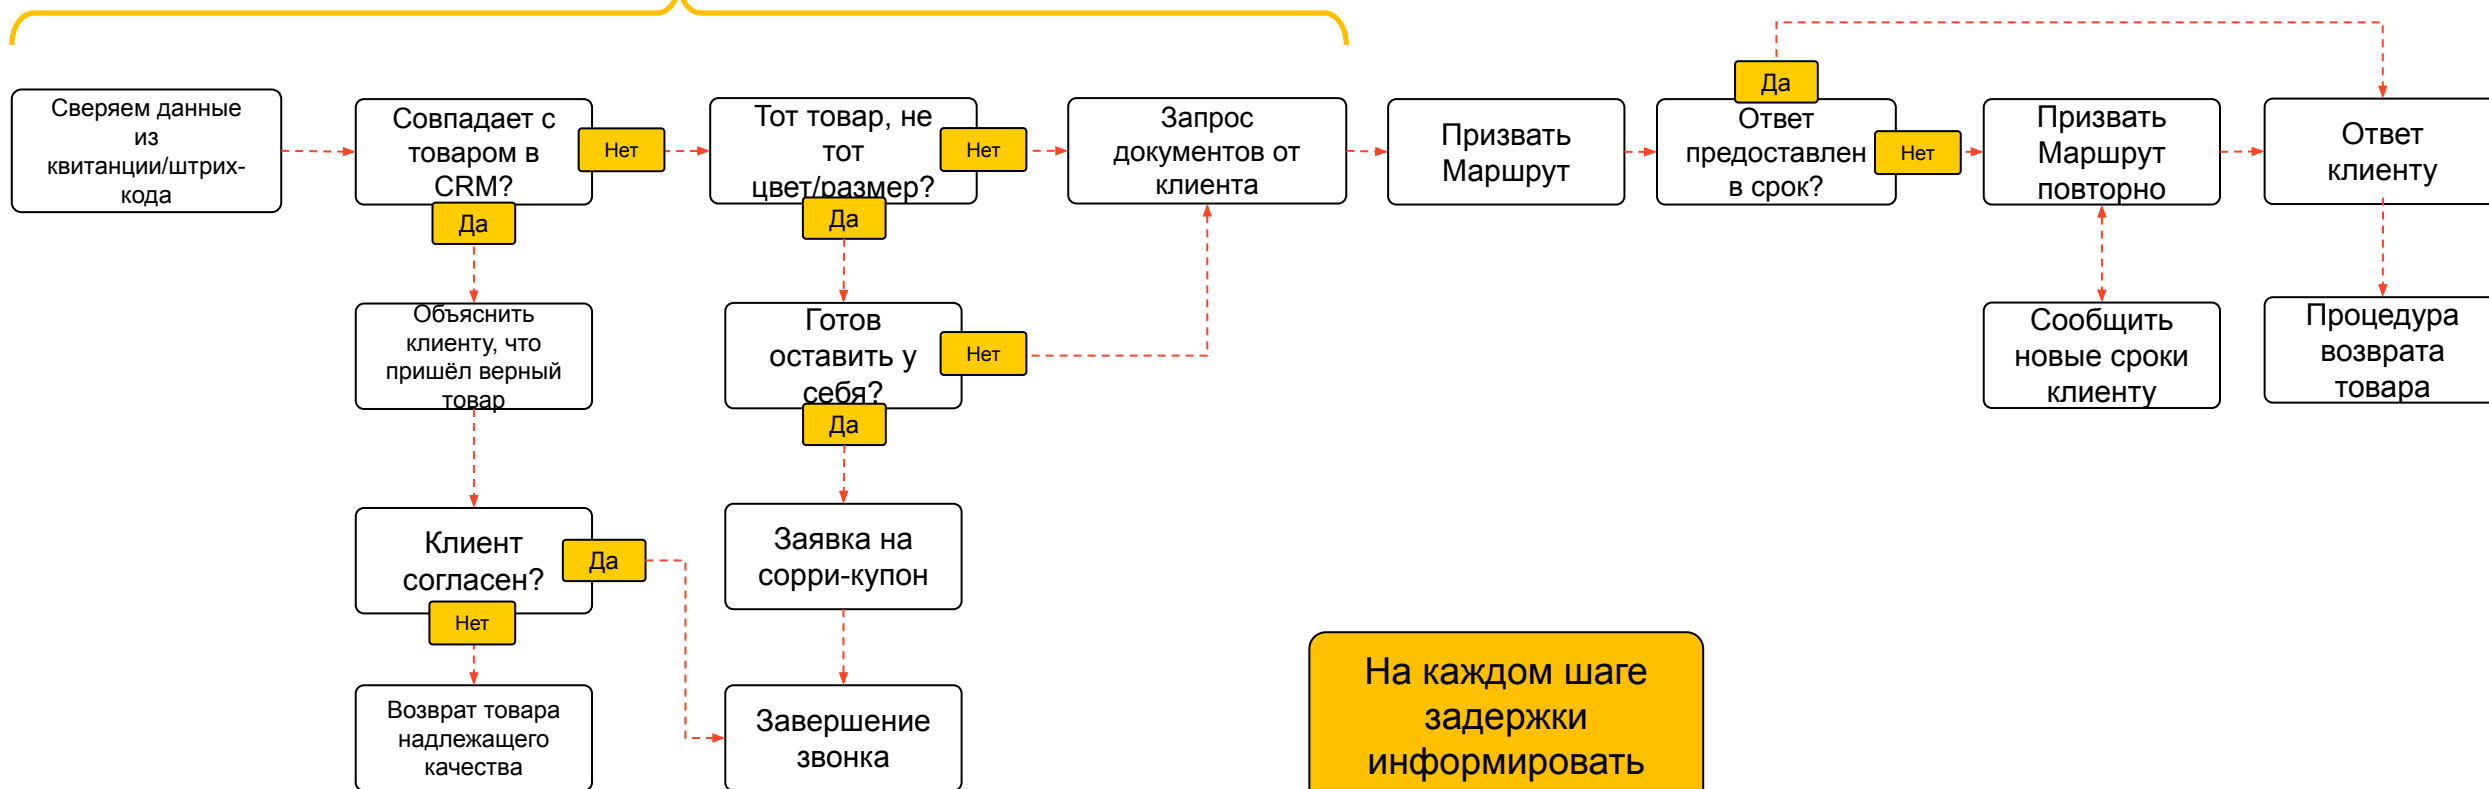 Сверяем данные
из
квитанции/штрих-
кода
Совпадает с
товаром в
CRM?
Нет
Да
Тот товар, не
тот
цвет/размер?
Нет
Да
Запрос
документов от
клиента
Призвать
Маршрут
Да
Ответ
предоставлен
в срок?
Нет
Призвать
Маршрут
повторно
Ответ
клиенту
Объяснить
клиенту, что
пришёл верный
товар
Готов
оставить у
себя?
Нет
Да
Сообщить
новые сроки
клиенту
Процедура
возврата
товара
Клиент
согласен?
Да
Нет
Заявка на
сорри-купон
Возврат товара
надлежащего
качества
Завершение
звонка
На каждом шаге
задержки
информировать